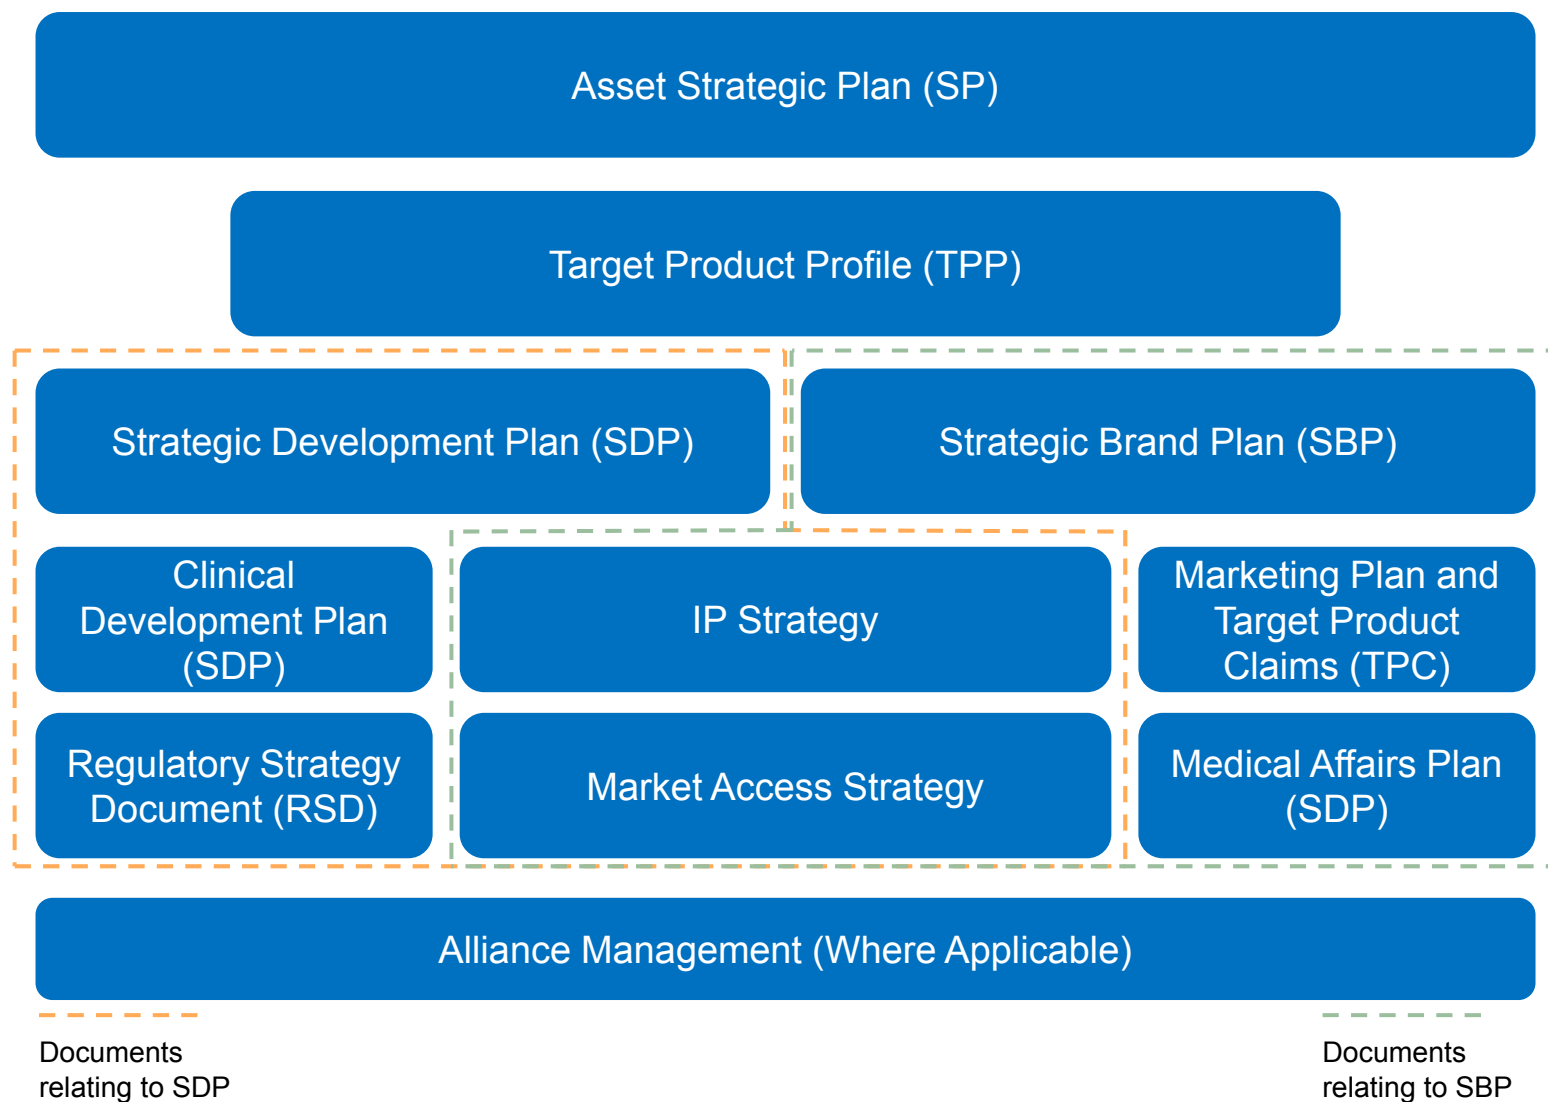 Asset Strategic Plan (SP)
Target Product Profile (TPP)
Strategic Development Plan (SDP)
Strategic Brand Plan (SBP)
Clinical
Development Plan
(SDP)
IP Strategy
Marketing Plan and
Target Product
Claims (TPC)
Regulatory Strategy
Document (RSD)
Market Access Strategy
Medical Affairs Plan
(SDP)
Alliance Management (Where Applicable)
Documents
relating to SDP
Documents
relating to SBP